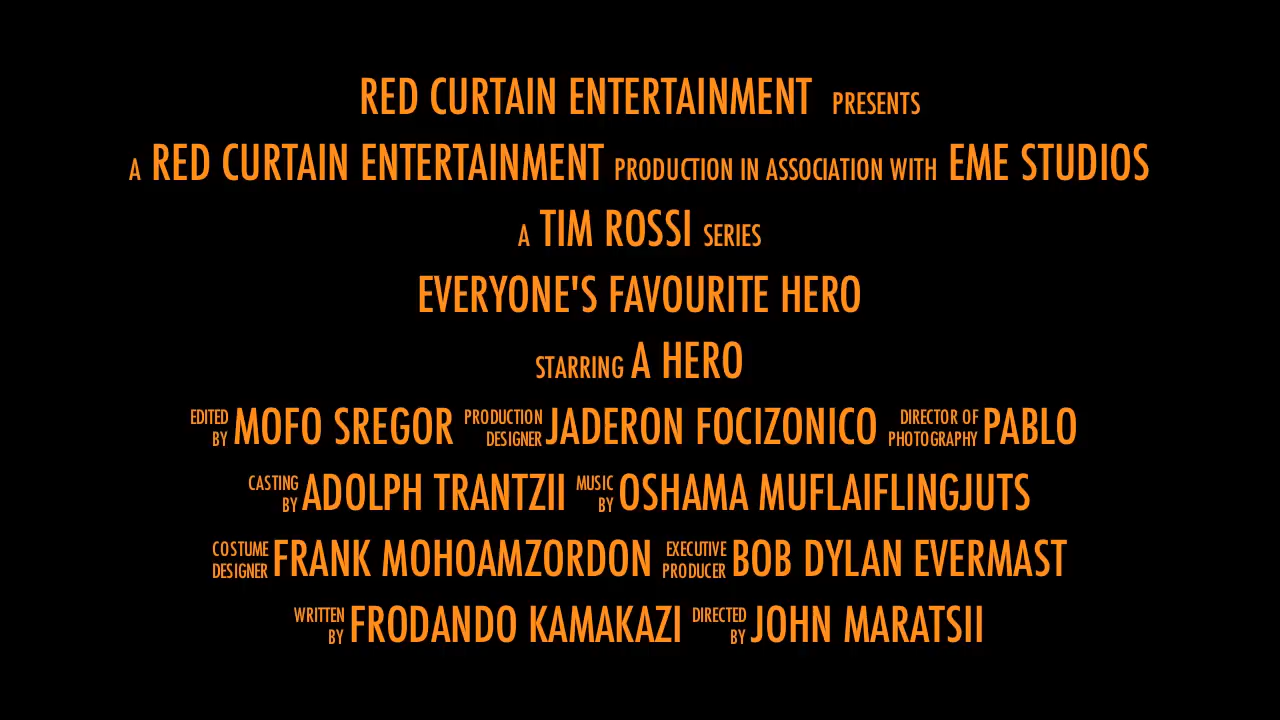 RED CURTAIN ENTERTAINMENT PRESENTS
A RED CURTAIN ENTERTAINMENT PRODUCTION IN ASSOCIATION WITH EME STUDIOS
A TIM ROSSI SERIES
EVERYONE'S FAVOURITE HERO
STARRING A HERO
EDITED BY MOFO SREGOR PRODUCTION DESIGNER JADERON FOCIZONICO DIRECTOR OF PHOTOGRAPHY PABLO
CASTING BY ADOLPH TRANTZII MUSIC BY OSHAMA MUFLAIFLINGJUTS
COSTUME DESIGNER FRANK MOHOAMZORDON EXECUTIVE PRODUCER BOB DYLAN EVERMAST
WRITTEN BY FRODANDO KAMAKAZI DIRECTED BY JOHN MARATSII